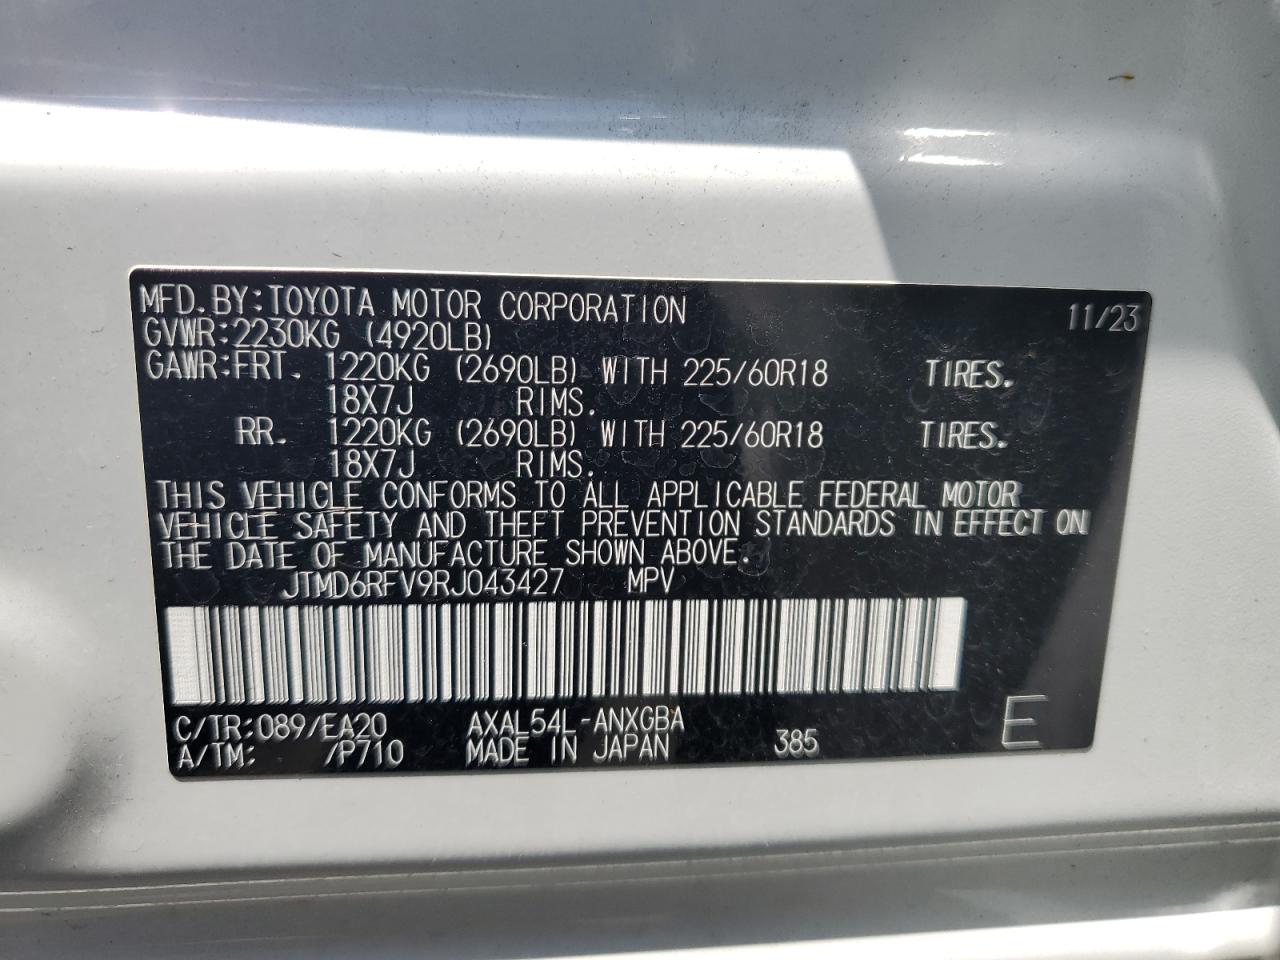 MFD.BY:TOYOTA MOTOR CORPORATION 11/23
GVWR:2230KG (4920LB)
GAWR:FRT. 1220KG (2690LB) WITH 225/60R18 TIRES.
18X7J RIMS.
RR. 1220KG (2690LB) WITH 225/60R18 TIRES.
18X7J RIMS.
THIS VEHICLE CONFORMS TO ALL APPLICABLE FEDERAL MOTOR
VEHICLE SAFETY AND THEFT PREVENTION STANDARDS IN EFFECT ON
THE DATE OF MANUFACTURE SHOWN ABOVE.
JTMD6RFV9RJ043427 MPV
C/TR:089/EA20 AXAL54L-ANXGBA
A/TM: /P710 MADE IN JAPAN 385 E